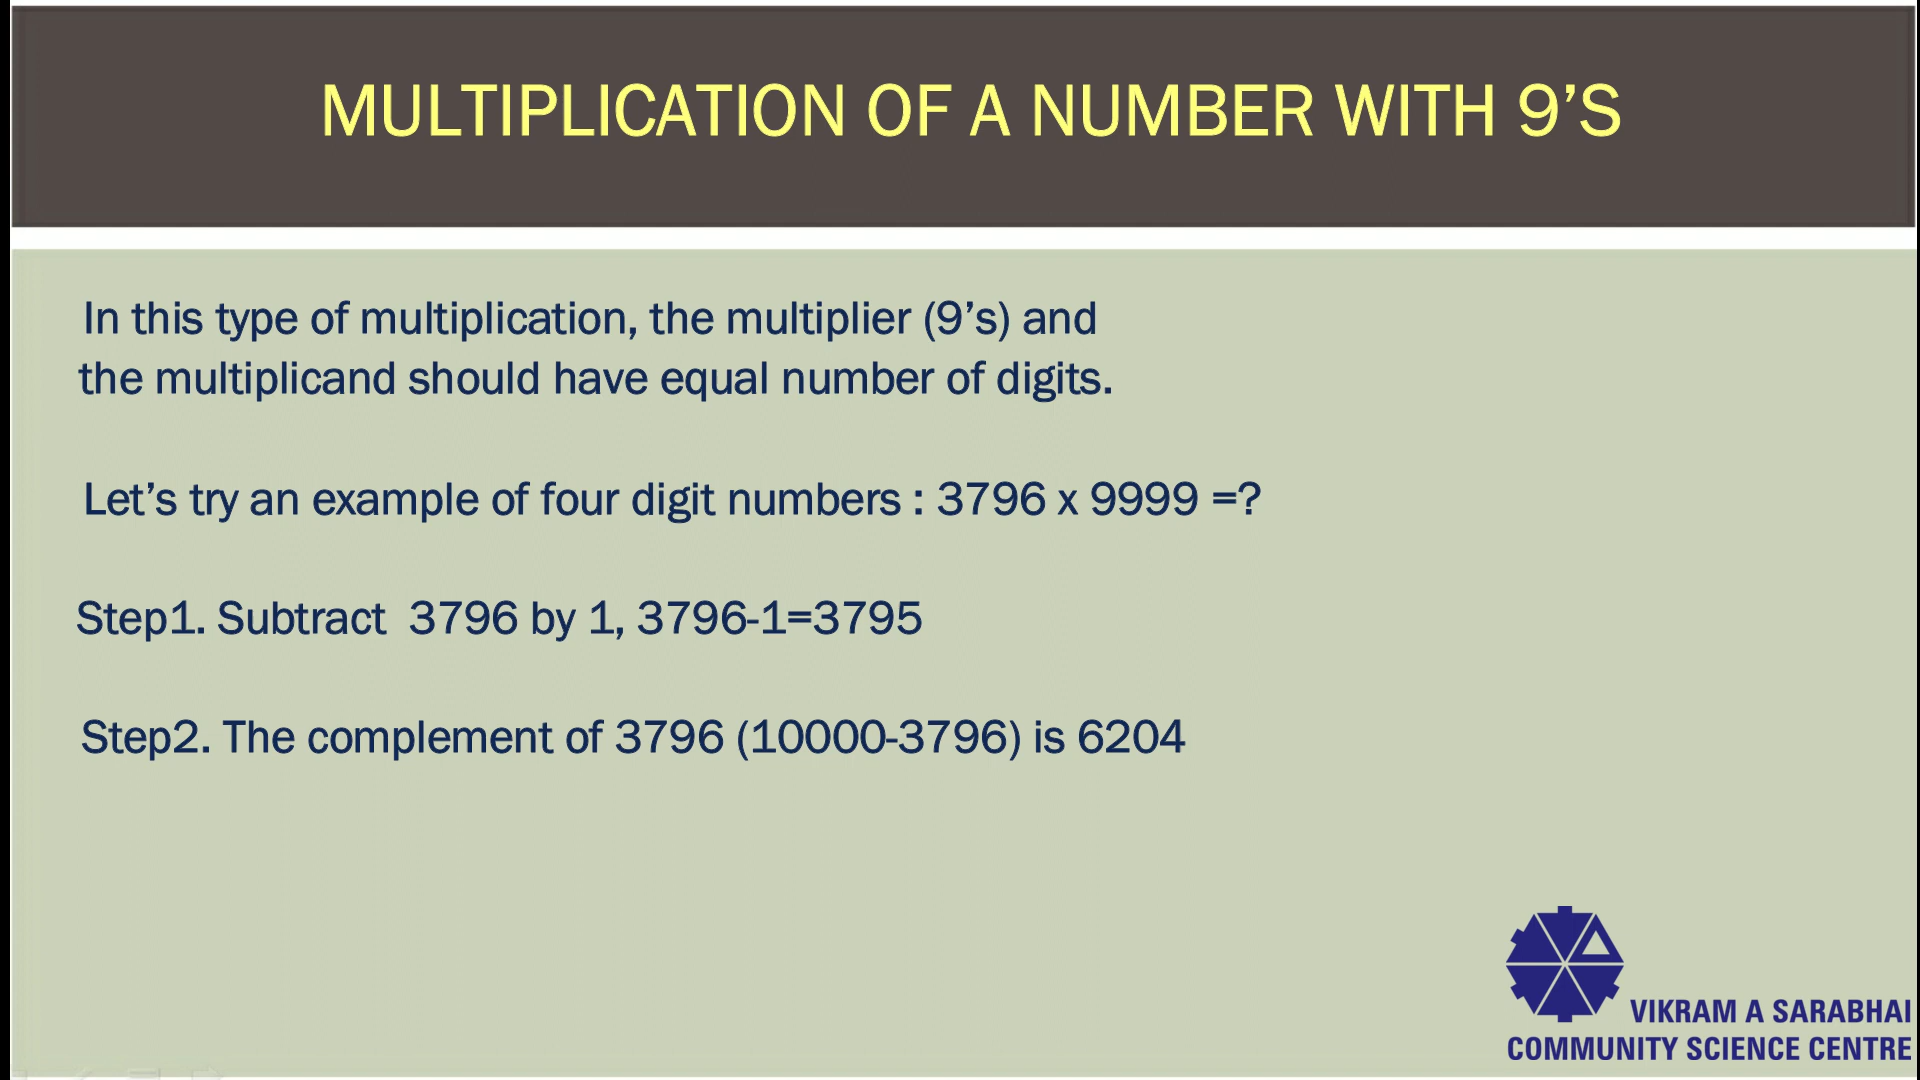 MULTIPLICATION OF A NUMBER WITH 9’S
In this type of multiplication, the multiplier (9’s) and
the multiplicand should have equal number of digits.
Let’s try an example of four digit numbers : 3796 x 9999 =?
Step1. Subtract 3796 by 1, 3796-1=3795
Step2. The complement of 3796 (10000-3796) is 6204
VIKRAM A SARABHAI
COMMUNITY SCIENCE CENTRE